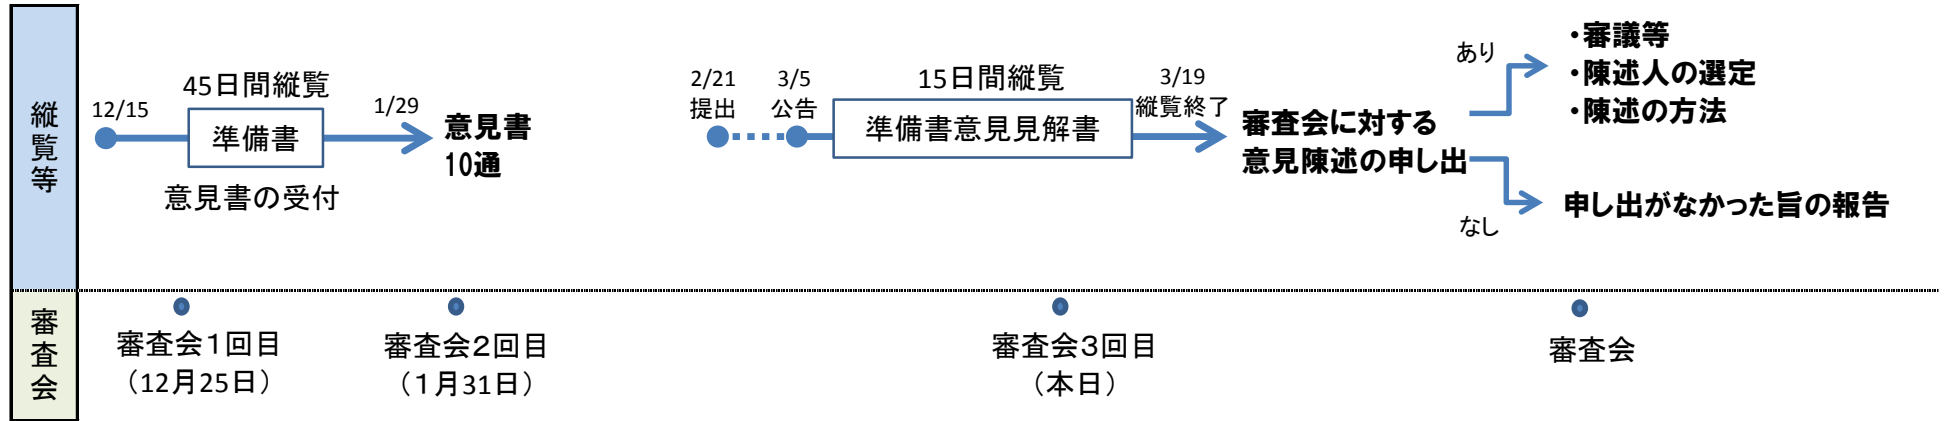 縦覧等
12/15
45日間縦覧
準備書
意見書の受付
1/29
意見書
10通
2/21
提出
3/5
公告
15日間縦覧
準備書意見見解書
3/19
縦覧終了
審査会に対する
意見陳述の申し出
あり
・審議等
・陳述人の選定
・陳述の方法
なし
申し出がなかった旨の報告
審査会
審査会１回目
（12月25日）
審査会２回目
（１月31日）
審査会３回目
（本日）
審査会